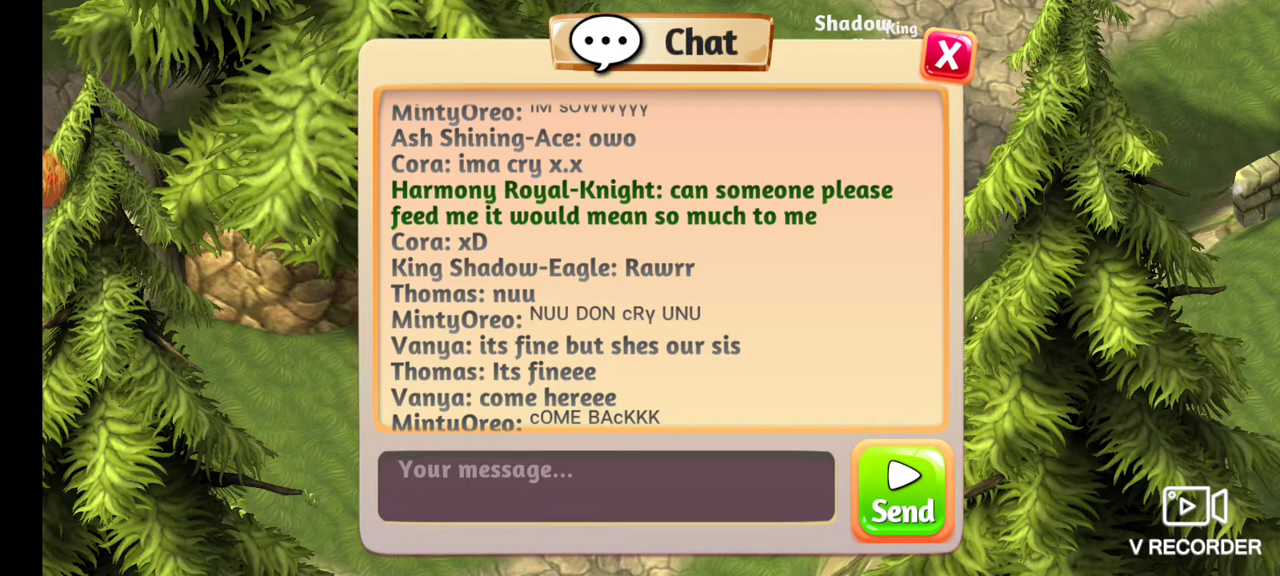 Shadow
King
Chat
X
MintyOreo: IM sOWWYYY
Ash Shining-Ace: owo
Cora: ima cry x.x
Harmony Royal-Knight: can someone please
feed me it would mean so much to me
Cora: xD
King Shadow-Eagle: Rawrr
Thomas: nuu
MintyOreo: NUU DON cRy UNU
Vanya: its fine but shes our sis
Thomas: Its fineee
Vanya: come hereee
MintyOreo: cOME BAcKKK
Your message...
Send
V RECORDER